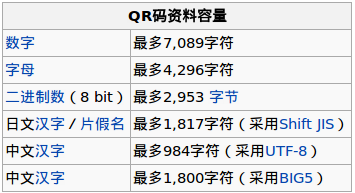 QR码资料容量
数字 最多7,089字符
字母 最多4,296字符
二进制数（8 bit） 最多2,953 字节
日文汉字 / 片假名 最多1,817字符（采用Shift JIS）
中文汉字 最多984字符（采用UTF-8）
中文汉字 最多1,800字符（采用BIG5）